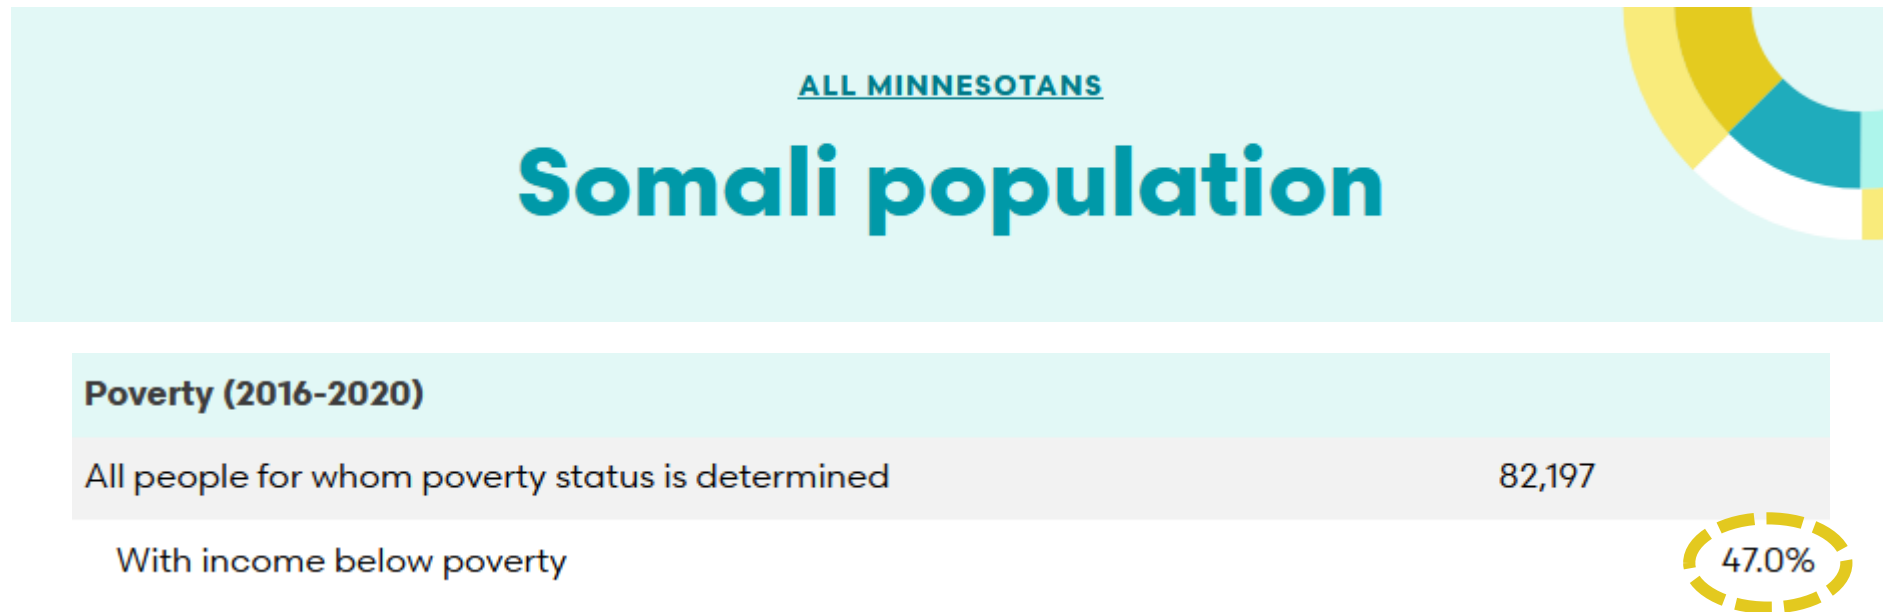 ALL MINNESOTANS
Somali population
Poverty (2016-2020)
All people for whom poverty status is determined 82,197
With income below poverty 47.0%